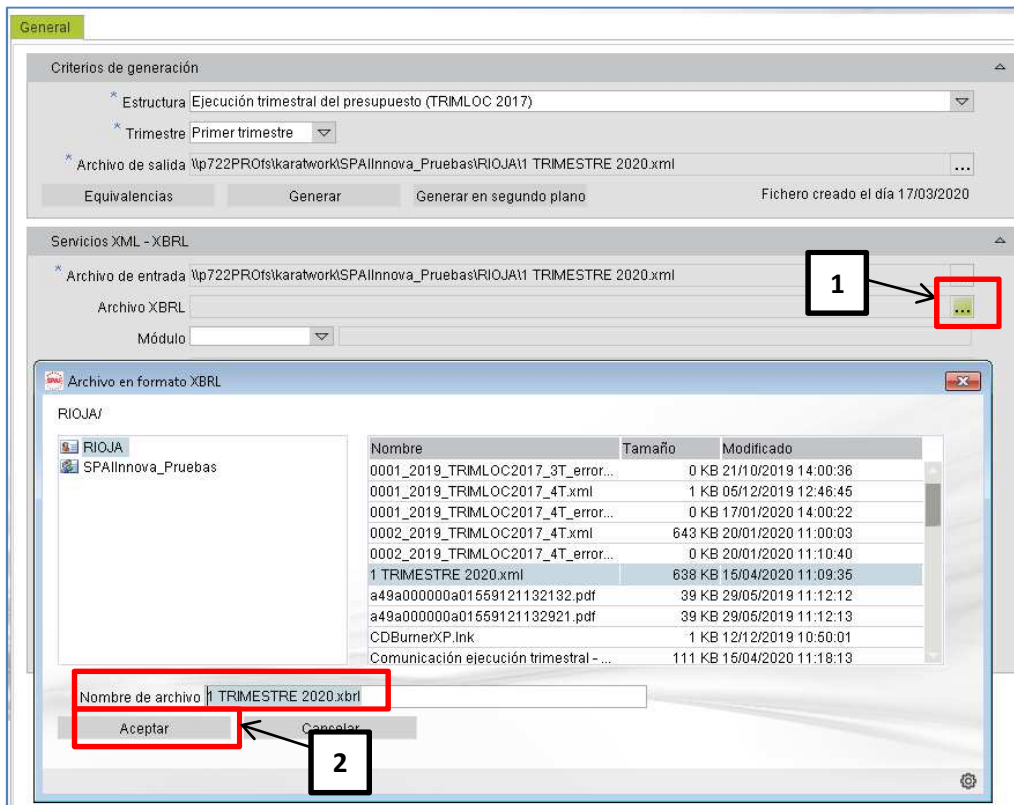 General
Criterios de generación
* Estructura Ejecución trimestral del presupuesto (TRIMLOC 2017)
* Trimestre Primer trimestre
* Archivo de salida \\p722PROfs\karatwork\SPAIInnova_Pruebas\RIOJA\1 TRIMESTRE 2020.xml ...
Equivalencias Generar Generar en segundo plano Fichero creado el día 17/03/2020
Servicios XML - XBRL
* Archivo de entrada \\p722PROfs\karatwork\SPAIInnova_Pruebas\RIOJA\1 TRIMESTRE 2020.xml
1
Archivo XBRL ...
Módulo
Archivo en formato XBRL
RIOJA/
RIOJA
SPAIInnova_Pruebas
Nombre Tamaño Modificado
0001_2019_TRIMLOC2017_3T_error... 0 KB 21/10/2019 14:00:36
0001_2019_TRIMLOC2017_4T.xml 1 KB 05/12/2019 12:46:45
0001_2019_TRIMLOC2017_4T_error... 0 KB 17/01/2020 14:00:22
0002_2019_TRIMLOC2017_4T.xml 643 KB 20/01/2020 11:00:03
0002_2019_TRIMLOC2017_4T_error... 0 KB 20/01/2020 11:10:40
1 TRIMESTRE 2020.xml 638 KB 15/04/2020 11:09:35
a49a000000a01559121132132.pdf 39 KB 29/05/2019 11:12:12
a49a000000a01559121132921.pdf 39 KB 29/05/2019 11:12:13
CDBurnerXP.lnk 1 KB 12/12/2019 10:50:01
Comunicación ejecución trimestral - ... 111 KB 15/04/2020 11:18:13
Nombre de archivo 1 TRIMESTRE 2020.xbrl
Aceptar Cancelar
2